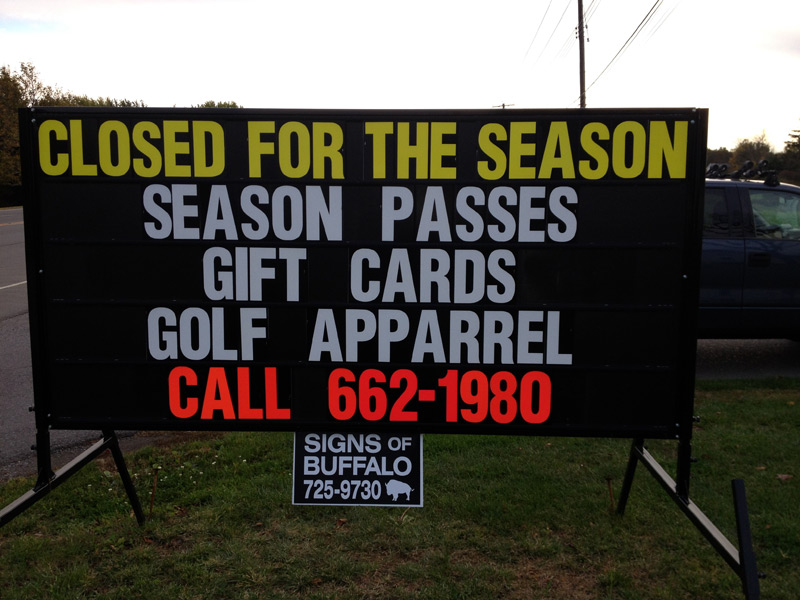 CLOSED FOR THE SEASON
SEASON PASSES
GIFT CARDS
GOLF APPARREL
CALL 662-1980
SIGNS OF
BUFFALO
725-9730